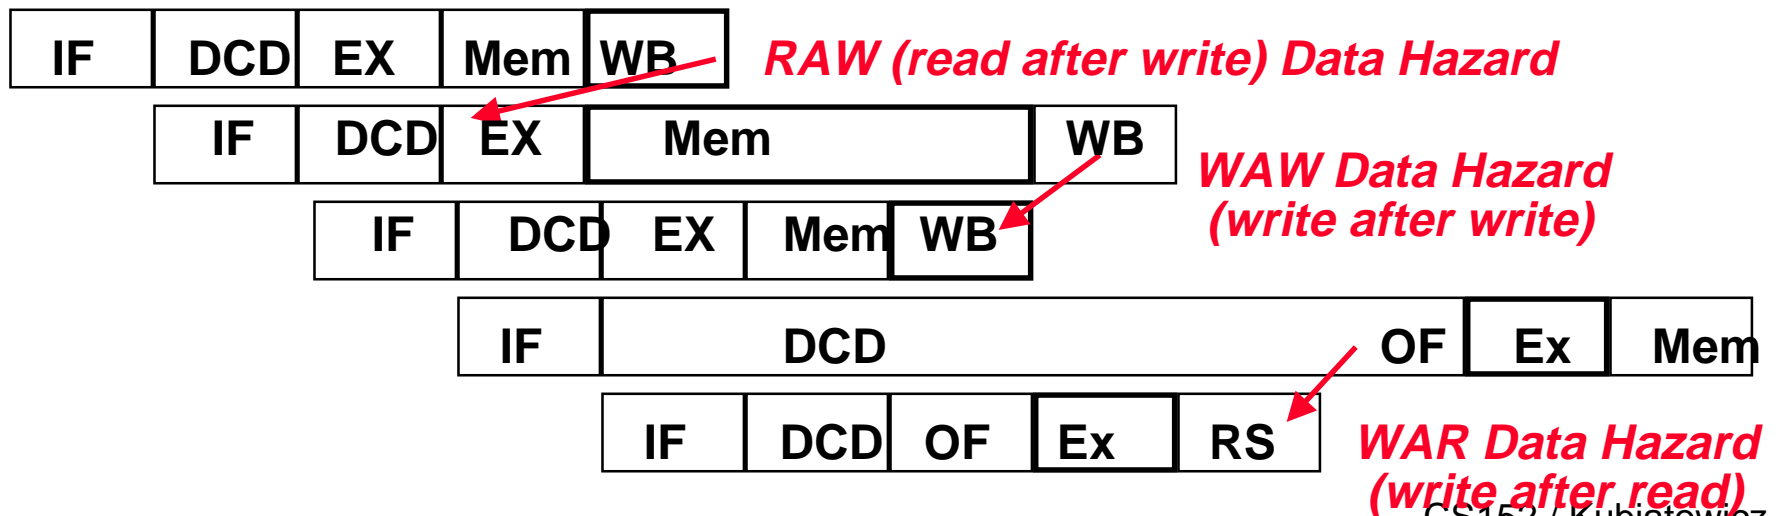 IF DCD EX Mem WB RAW (read after write) Data Hazard
IF DCD EX Mem WB
WAW Data Hazard
(write after write)
IF DCD EX Mem WB
IF DCD OF Ex Mem
IF DCD OF Ex RS
WAR Data Hazard
(write after read)
CS152 / Kubiatowicz